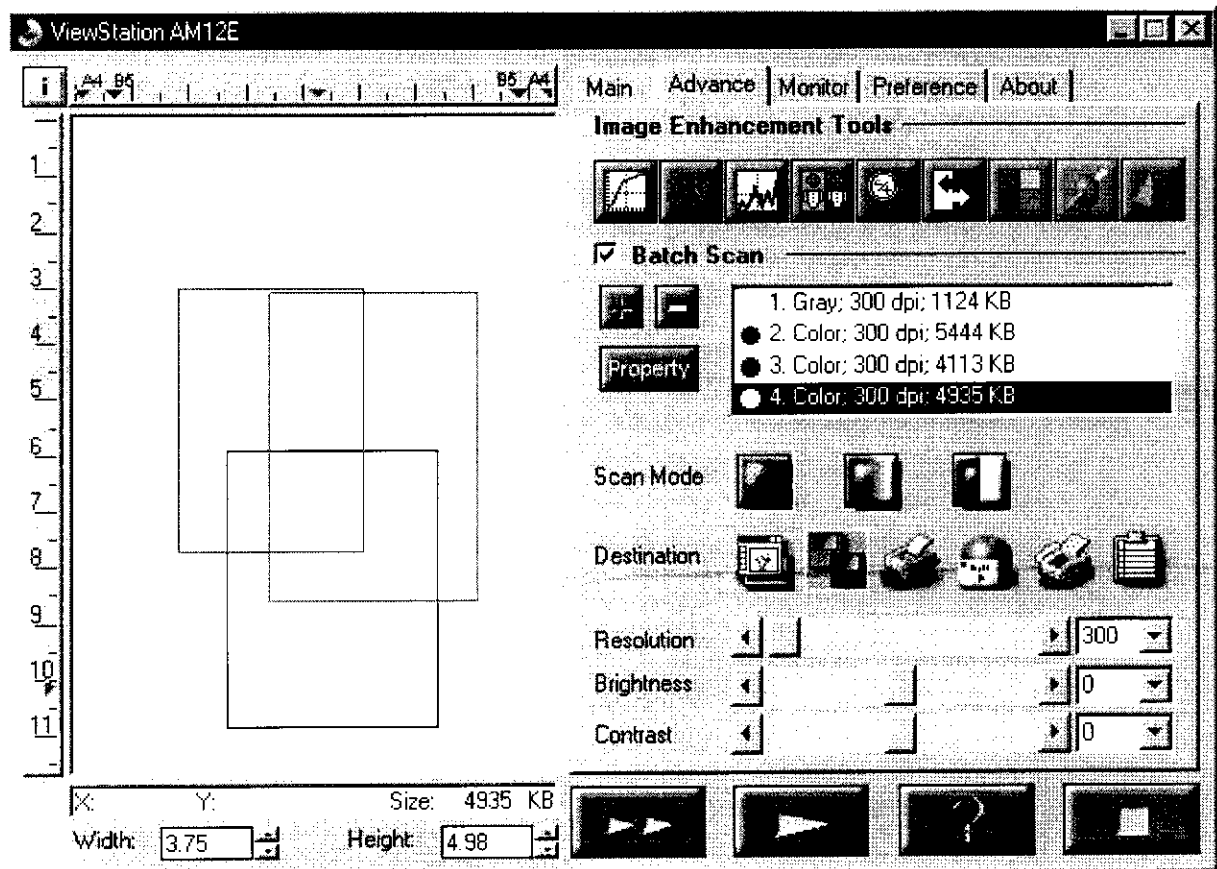 ViewStation AM12E
i A4 B5 B5 A4
Main Advance Monitor Preference About
Image Enhancement Tools
1
2
3
4
5
6
7
8
9
10
11
Batch Scan
1. Gray; 300 dpi; 1124 KB
2. Color; 300 dpi; 5444 KB
3. Color; 300 dpi; 4113 KB
4. Color; 300 dpi; 4935 KB
Property
Scan Mode
Destination
Resolution 300
Brightness 0
Contrast 0
X: Y: Size: 4935 KB
Width: 3.75 Height: 4.98
?